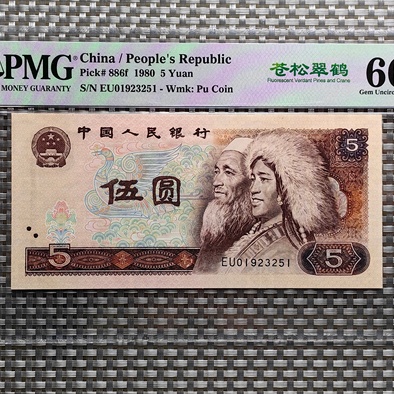 PMG China / People's Republic
MONEY GUARANTY Pick# 886f 1980 5 Yuan
S/N EU01923251 - Wmk: Pu Coin
苍松翠鹤
Fluorescent Verdant Pines and Crane
66
Gem Uncirc
中国人民银行
5
伍圆
5
5
EU01923251